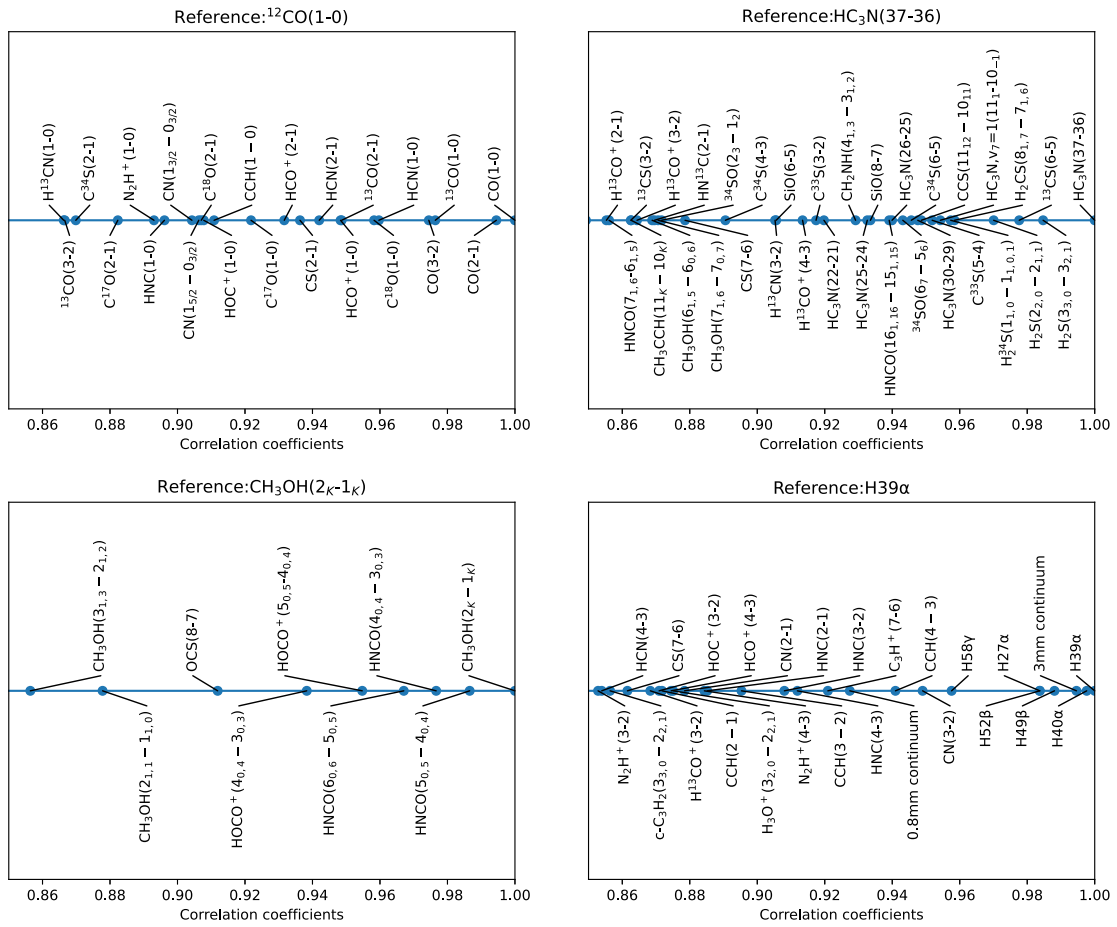 Reference:¹²CO(1-0)
H¹³CN(1-0)
C³⁴S(2-1)
N₂H⁺(1-0)
CN(1₃/₂ − 0₃/₂)
C¹⁸O(2-1)
CCH(1 − 0)
HCO⁺(2-1)
HCN(2-1)
¹³CO(2-1)
HCN(1-0)
¹³CO(1-0)
CO(1-0)
¹³CO(3-2)
C¹⁷O(2-1)
HNC(1-0)
CN(1₅/₂ − 0₃/₂)
HOC⁺(1-0)
C¹⁷O(1-0)
CS(2-1)
HCO⁺(1-0)
C¹⁸O(1-0)
CO(3-2)
CO(2-1)
0.86 0.88 0.90 0.92 0.94 0.96 0.98 1.00
Correlation coefficients
Reference:HC₃N(37-36)
H¹³CO⁺(2-1)
¹³CS(3-2)
H¹³CO⁺(3-2)
HN¹³C(2-1)
³⁴SO(2₃ − 1₂)
C³⁴S(4-3)
SiO(6-5)
C³³S(3-2)
CH₂NH(4₁,₃ − 3₁,₂)
SiO(8-7)
HC₃N(26-25)
C³⁴S(6-5)
CCS(11₁₂ − 10₁₁)
HC₃N,v₇=1(11₁-10₋₁)
H₂CS(8₁,₇ − 7₁,₆)
¹³CS(6-5)
HC₃N(37-36)
HNCO(7₁,₆-6₁,₅)
CH₃CCH(11_K − 10_K)
CH₃OH(6₁,₅ − 6₀,₆)
CH₃OH(7₁,₆ − 7₀,₇)
CS(7-6)
H¹³CN(3-2)
H¹³CO⁺(4-3)
HC₃N(22-21)
HC₃N(25-24)
HNCO(16₁,₁₆ − 15₁,₁₅)
³⁴SO(6₇ − 5₆)
HC₃N(30-29)
C³³S(5-4)
H₂³⁴S(1₁,₀ − 1₁,₀,₁)
H₂S(2₂,₀ − 2₁,₁)
H₂S(3₃,₀ − 3₂,₁)
0.86 0.88 0.90 0.92 0.94 0.96 0.98 1.00
Correlation coefficients
Reference:CH₃OH(2_K-1_K)
CH₃OH(3₁,₃ − 2₁,₂)
OCS(8-7)
HOCO⁺(5₀,₅-4₀,₄)
HNCO(4₀,₄ − 3₀,₃)
CH₃OH(2_K − 1_K)
CH₃OH(2₁,₁ − 1₁,₀)
HOCO⁺(4₀,₄ − 3₀,₃)
HNCO(6₀,₆ − 5₀,₅)
HNCO(5₀,₅ − 4₀,₄)
0.86 0.88 0.90 0.92 0.94 0.96 0.98 1.00
Correlation coefficients
Reference:H39α
HCN(4-3)
CS(7-6)
HOC⁺(3-2)
HCO⁺(4-3)
CN(2-1)
HNC(2-1)
HNC(3-2)
C₃H⁺(7-6)
CCH(4 − 3)
H58γ
H27α
3mm continuum
H39α
N₂H⁺(3-2)
c-C₃H₂(3₃,₀ − 2₂,₁)
H¹³CO⁺(3-2)
CCH(2 − 1)
H₃O⁺(3₂,₀ − 2₂,₁)
N₂H⁺(4-3)
CCH(3 − 2)
HNC(4-3)
0.8mm continuum
CN(3-2)
H52β
H49β
H40α
0.86 0.88 0.90 0.92 0.94 0.96 0.98 1.00
Correlation coefficients